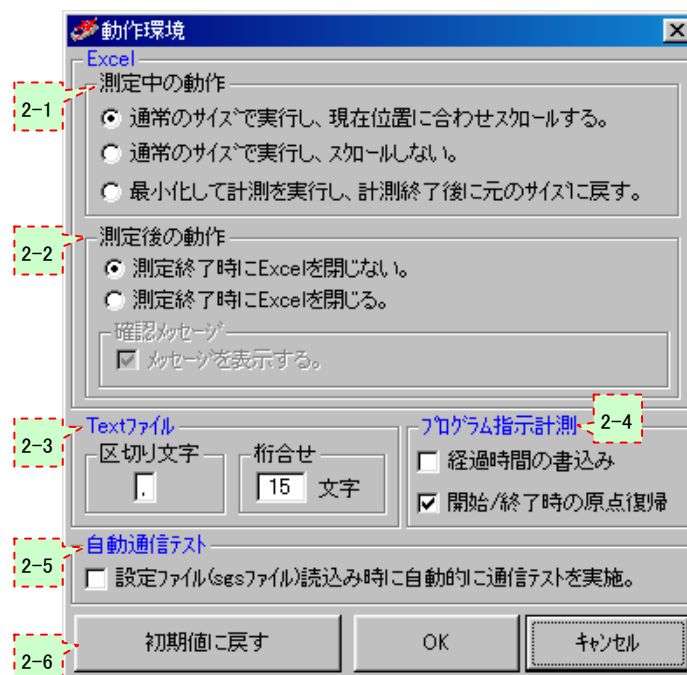 動作環境
Excel
2-1
測定中の動作
通常のサイズで実行し、現在位置に合わせスクロールする。
通常のサイズで実行し、スクロールしない。
最小化して計測を実行し、計測終了後に元のサイズに戻す。
2-2
測定後の動作
測定終了時にExcelを閉じない。
測定終了時にExcelを閉じる。
確認メッセージ
メッセージを表示する。
2-3
Textファイル
区切り文字
,
桁合せ
15 文字
プログラム指示計測
2-4
経過時間の書込み
開始/終了時の原点復帰
2-5
自動通信テスト
設定ファイル(sgsファイル)読込み時に自動的に通信テストを実施。
2-6
初期値に戻す
OK
キャンセル